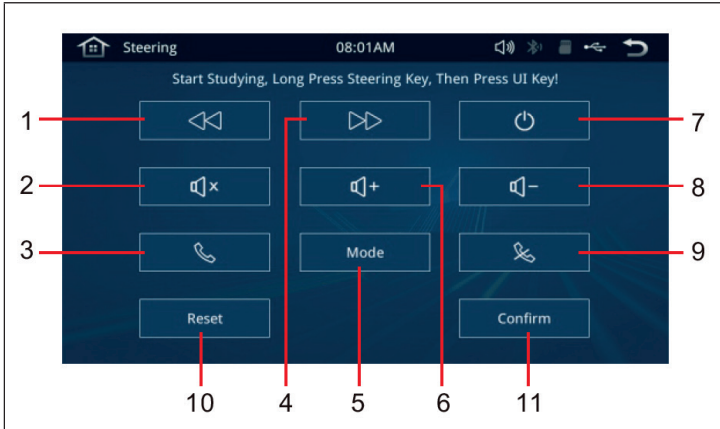 Steering 08:01AM
Start Studying, Long Press Steering Key, Then Press UI Key!
1 7
2 8
3 Mode 9
Reset Confirm
10 4 5 6 11